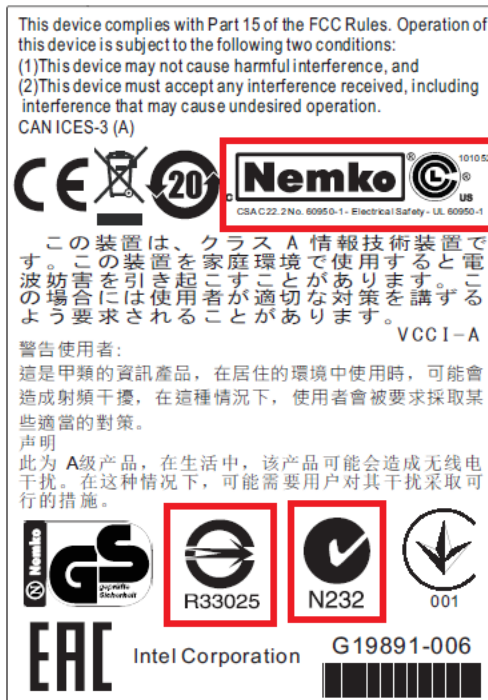 This device complies with Part 15 of the FCC Rules. Operation of
this device is subject to the following two conditions:
(1)This device may not cause harmful interference, and
(2)This device must accept any interference received, including
interference that may cause undesired operation.
CAN ICES-3 (A)
CE 20 C Nemko ® C L ® US 101052
CSA C22.2 No. 60950-1 - Electrical Safety - UL 60950-1
この装置は、クラス A 情報技術装置で
す。この装置を家庭環境で使用すると電
波妨害を引き起こすことがあります。こ
の場合には使用者が適切な対策を講ずる
よう要求されることがあります。
VCCI-A
警告使用者:
這是甲類的資訊產品，在居住的環境中使用時，可能會
造成射頻干擾，在這種情況下，使用者會被要求採取某
些適當的對策。
声明
此为 A级产品，在生活中，该产品可能会造成无线电
干扰。在这种情况下，可能需要用户对其干扰采取可
行的措施。
N Nemko GS geprüfte Sicherheit
R33025 N232 001
EAC Intel Corporation G19891-006